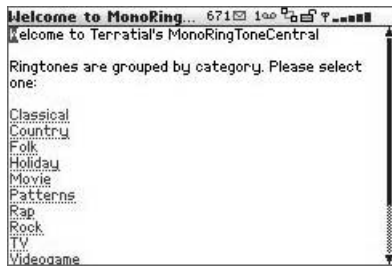 Welcome to MonoRing... 671 100
Welcome to Terratial's MonoRingToneCentral
Ringtones are grouped by category. Please select
one:
Classical
Country
Folk
Holiday
Movie
Patterns
Rap
Rock
TV
Videogame